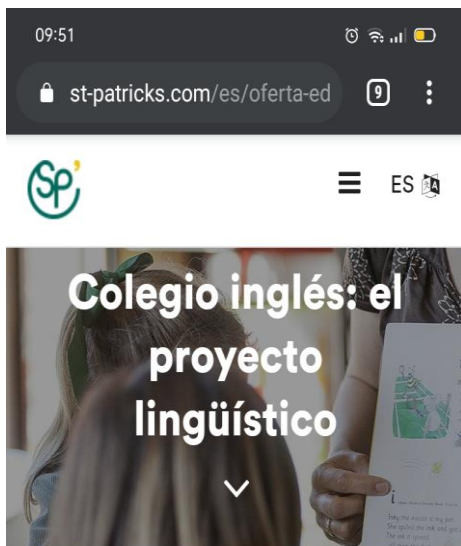 09:51
st-patricks.com/es/oferta-ed
9
SP'
ES
Colegio inglés: el
proyecto
lingüístico
i